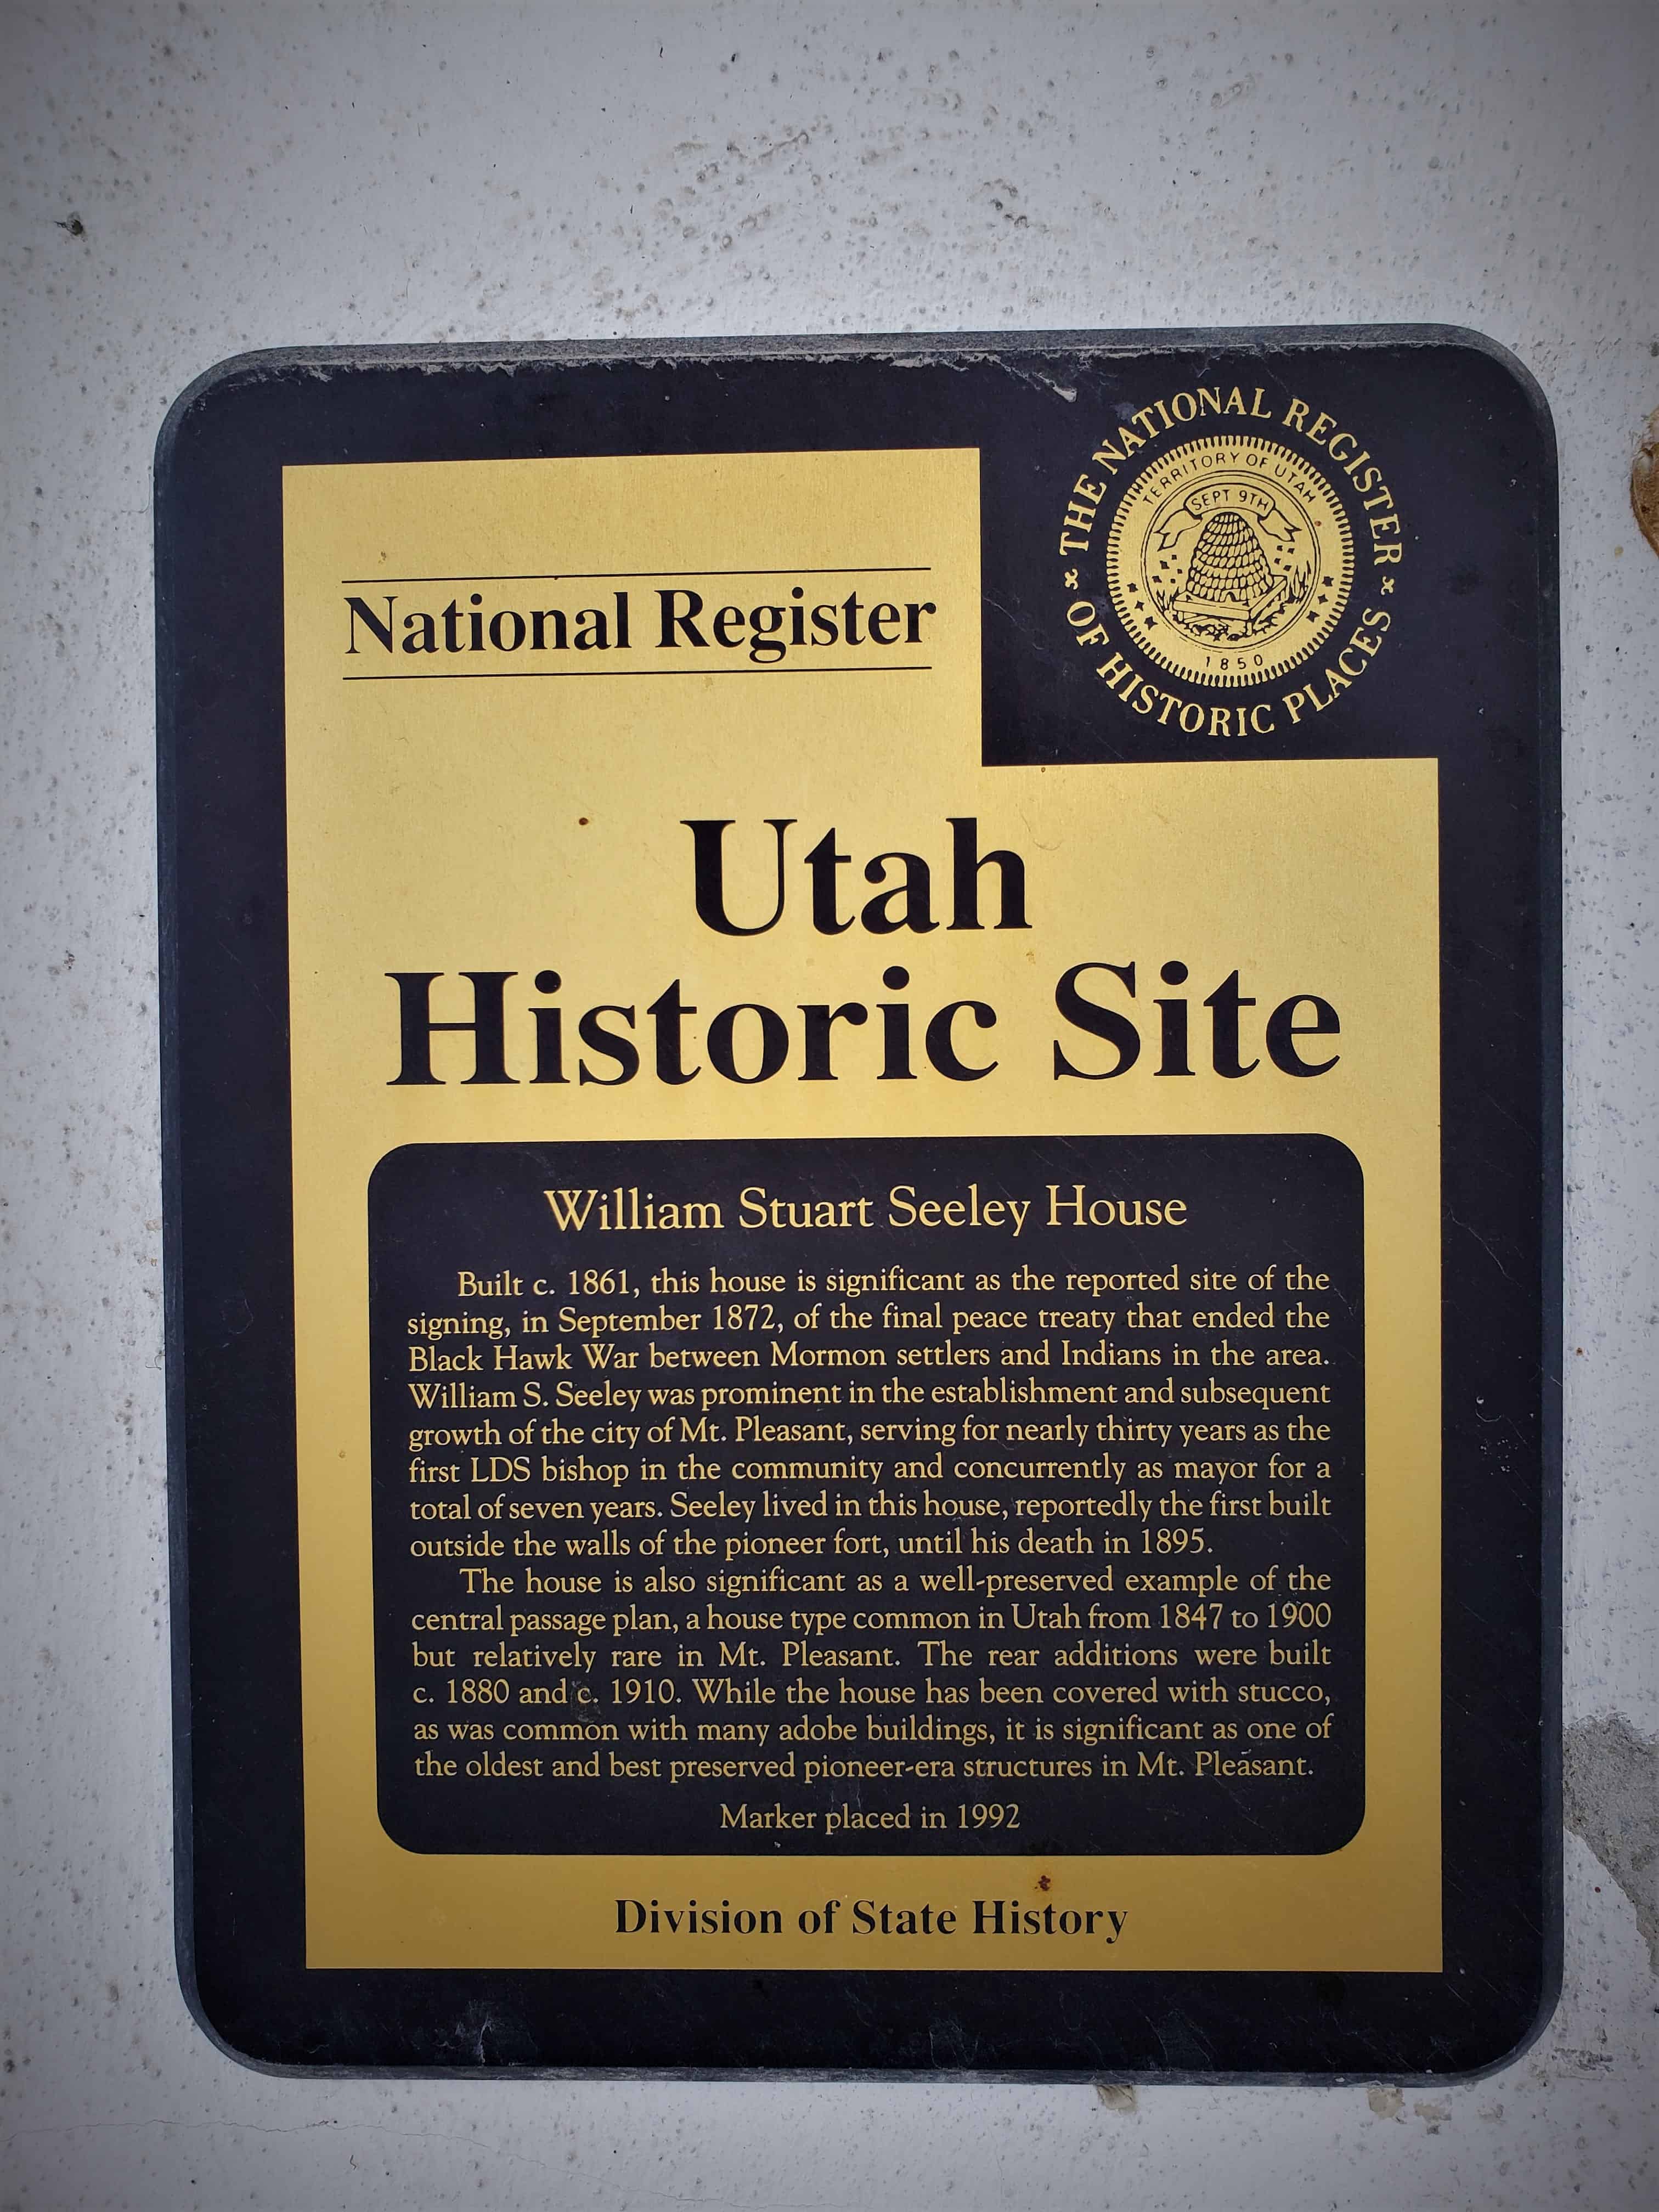 THE NATIONAL REGISTER
OF HISTORIC PLACES
TERRITORY OF UTAH
SEPT 9TH
1850
National Register
Utah
Historic Site
William Stuart Seeley House
Built c. 1861, this house is significant as the reported site of the
signing, in September 1872, of the final peace treaty that ended the
Black Hawk War between Mormon settlers and Indians in the area.
William S. Seeley was prominent in the establishment and subsequent
growth of the city of Mt. Pleasant, serving for nearly thirty years as the
first LDS bishop in the community and concurrently as mayor for a
total of seven years. Seeley lived in this house, reportedly the first built
outside the walls of the pioneer fort, until his death in 1895.
The house is also significant as a well-preserved example of the
central passage plan, a house type common in Utah from 1847 to 1900
but relatively rare in Mt. Pleasant. The rear additions were built
c. 1880 and c. 1910. While the house has been covered with stucco,
as was common with many adobe buildings, it is significant as one of
the oldest and best preserved pioneer-era structures in Mt. Pleasant.
Marker placed in 1992
Division of State History